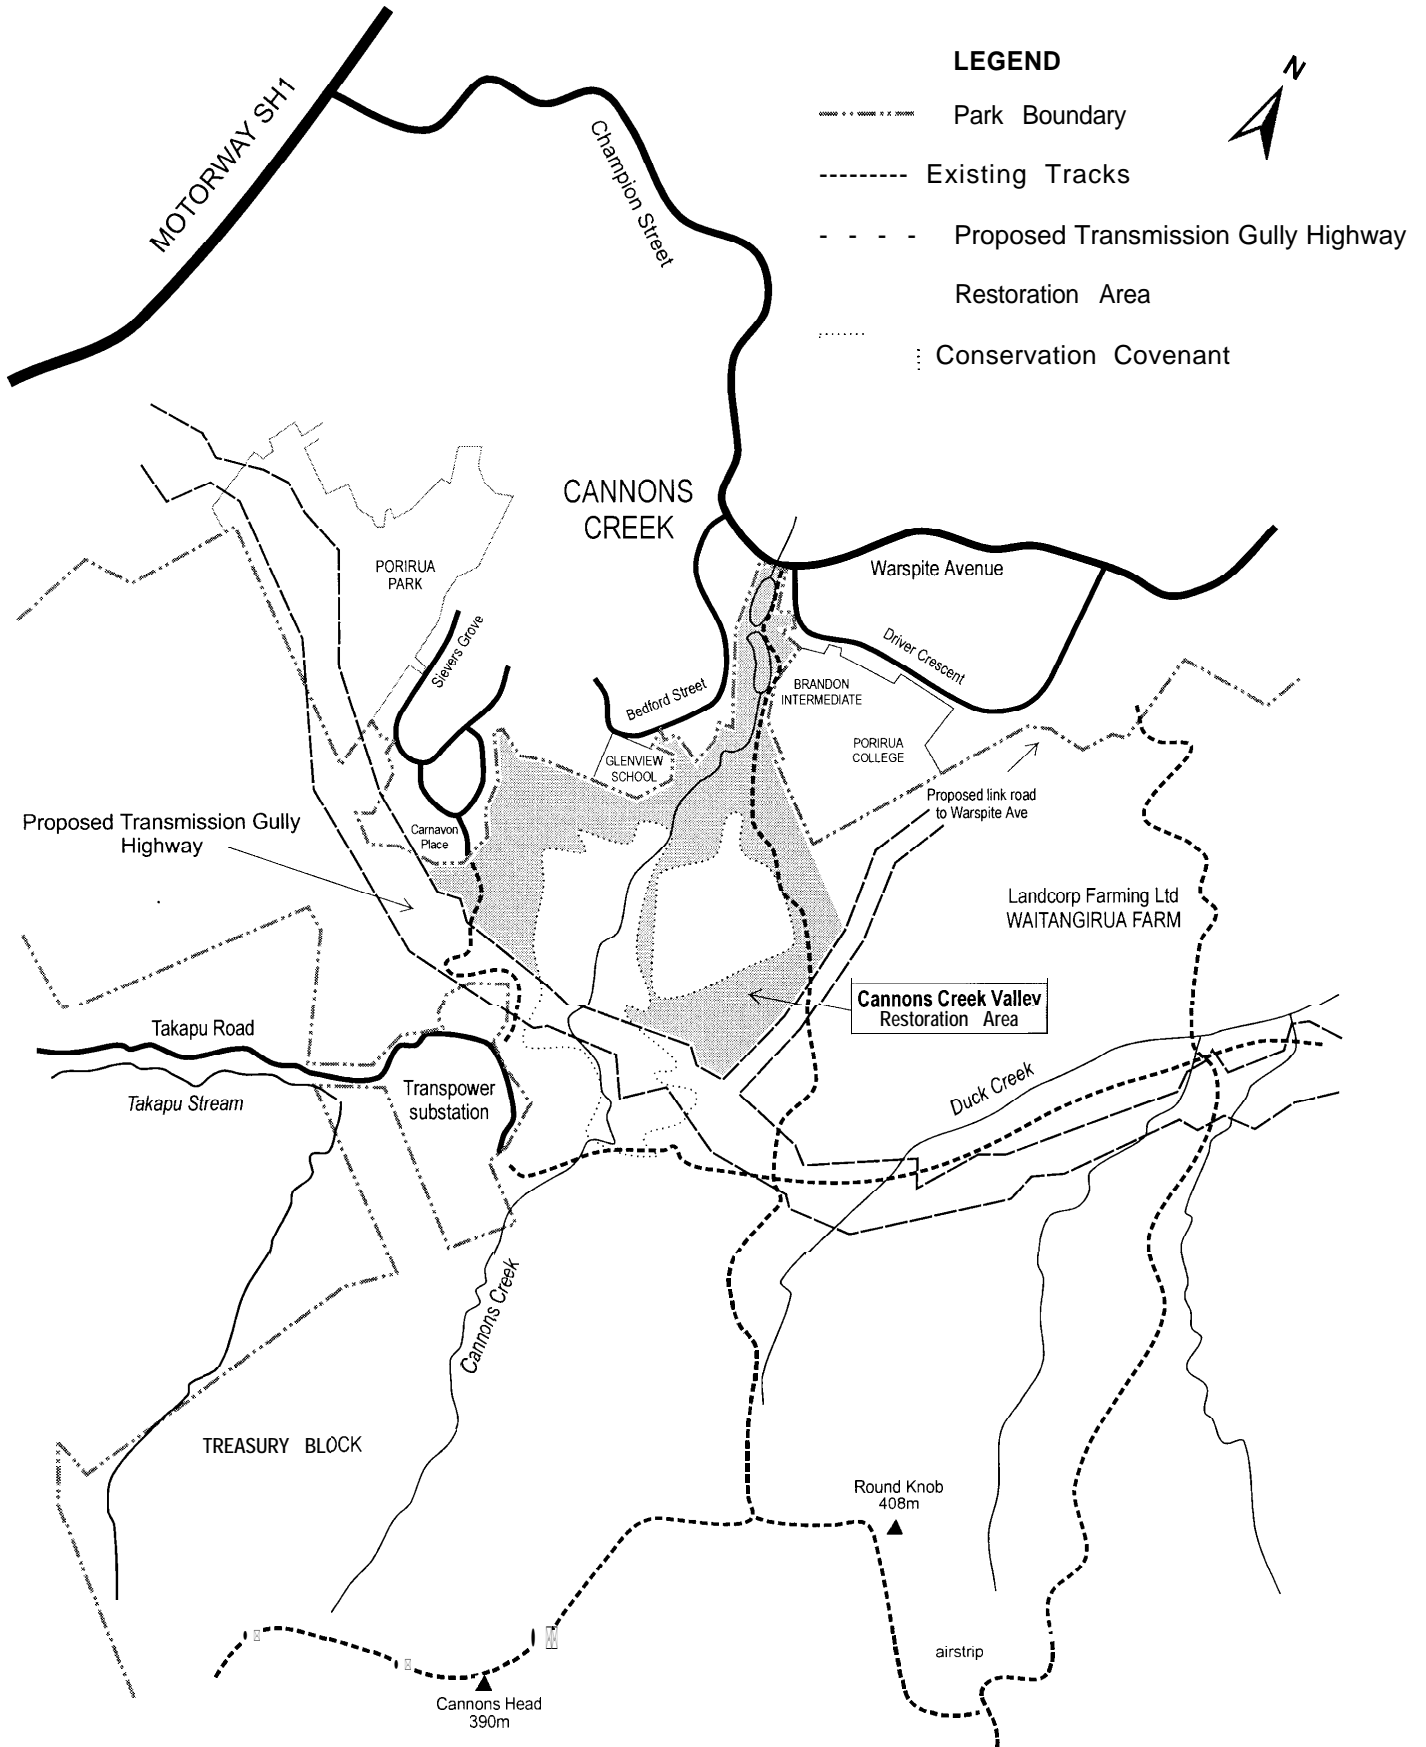 LEGEND
N
Park Boundary
Existing Tracks
Proposed Transmission Gully Highway
Restoration Area
Conservation Covenant
MOTORWAY SH1
Champion Street
CANNONS
CREEK
PORIRUA
PARK
Sievers Grove
Warspite Avenue
Driver Crescent
Bedford Street
BRANDON
INTERMEDIATE
GLENVIEW
SCHOOL
PORIRUA
COLLEGE
Proposed link road
to Warspite Ave
Proposed Transmission Gully
Highway
Carnavon
Place
Landcorp Farming Ltd
WAITANGIRUA FARM
Cannons Creek Vallev
Restoration Area
Takapu Road
Takapu Stream
Transpower
substation
Duck Creek
Cannons Creek
TREASURY BLOCK
Round Knob
408m
airstrip
Cannons Head
390m